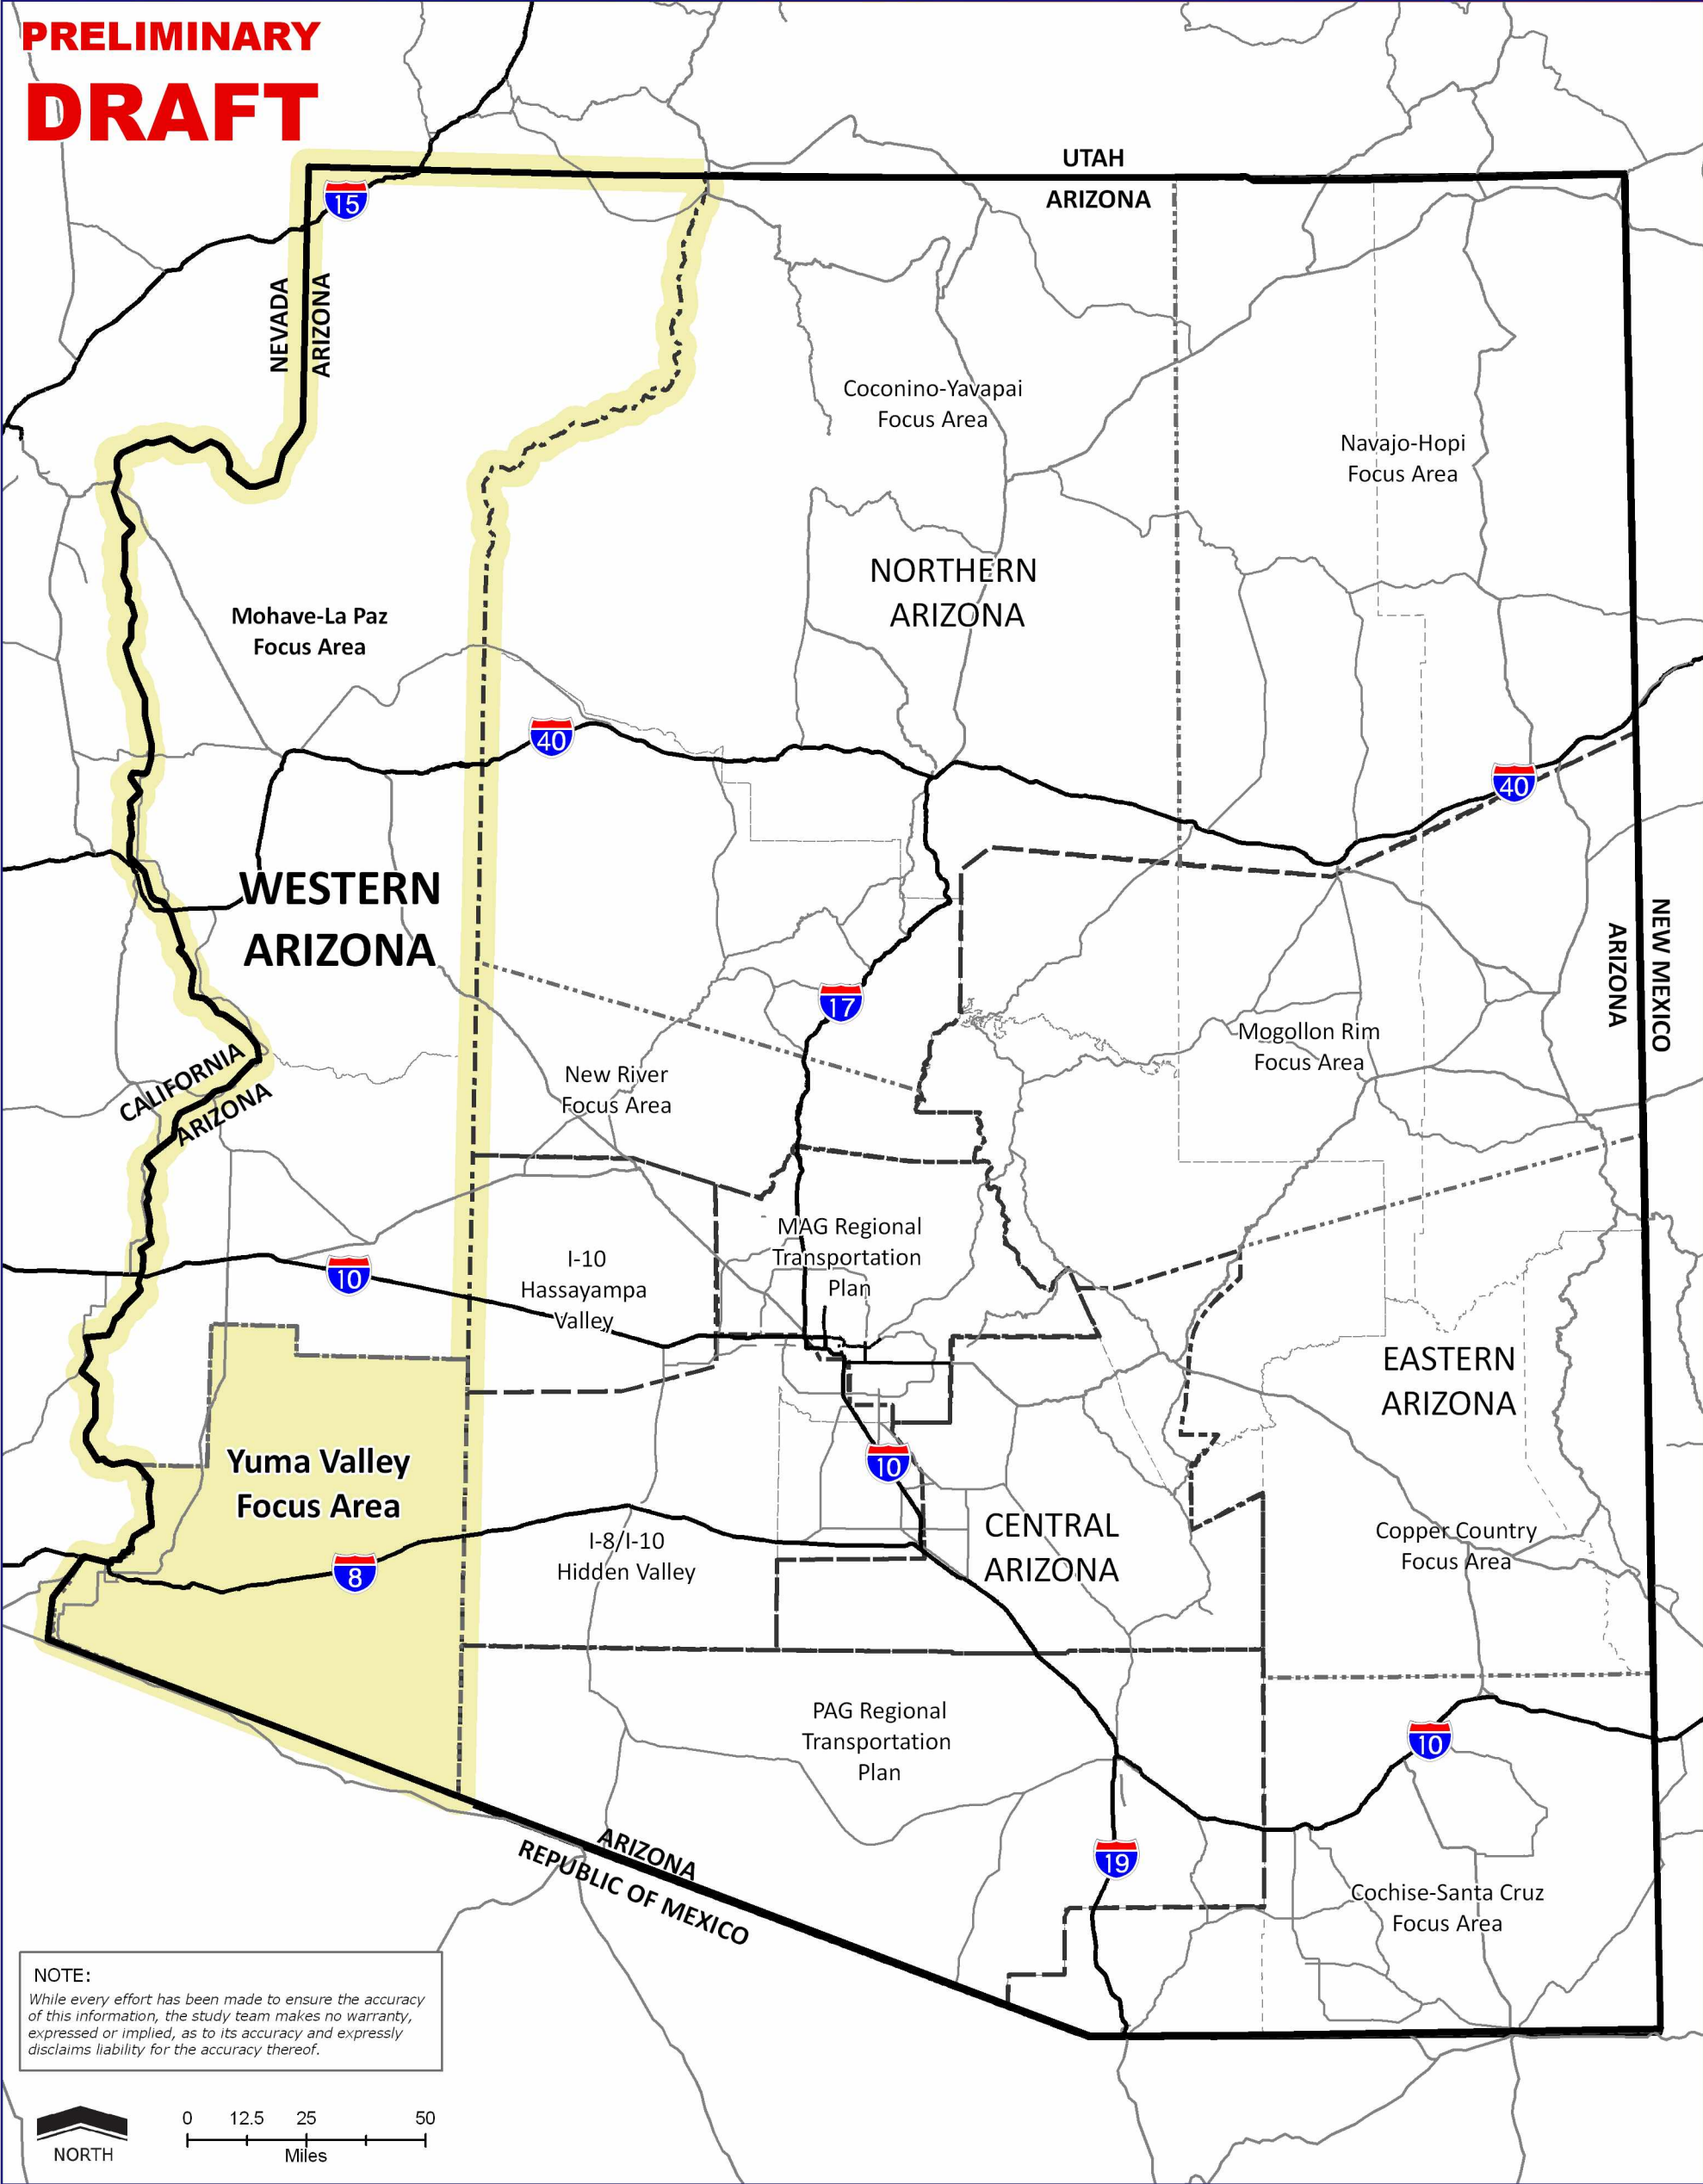 PRELIMINARY
DRAFT
UTAH
ARIZONA
15
NEVADA
ARIZONA
Coconino-Yavapai
Focus Area
Navajo-Hopi
Focus Area
NORTHERN
ARIZONA
Mohave-La Paz
Focus Area
40
40
WESTERN
ARIZONA
NEW MEXICO
ARIZONA
17
Mogollon Rim
Focus Area
CALIFORNIA
ARIZONA
New River
Focus Area
MAG Regional
Transportation
Plan
I-10
Hassayampa
Valley
10
EASTERN
ARIZONA
Yuma Valley
Focus Area
10
CENTRAL
ARIZONA
I-8/I-10
Hidden Valley
Copper Country
Focus Area
8
PAG Regional
Transportation
Plan
10
19
ARIZONA
REPUBLIC OF MEXICO
Cochise-Santa Cruz
Focus Area
NOTE:
While every effort has been made to ensure the accuracy
of this information, the study team makes no warranty,
expressed or implied, as to its accuracy and expressly
disclaims liability for the accuracy thereof.
NORTH
0 12.5 25 50
Miles